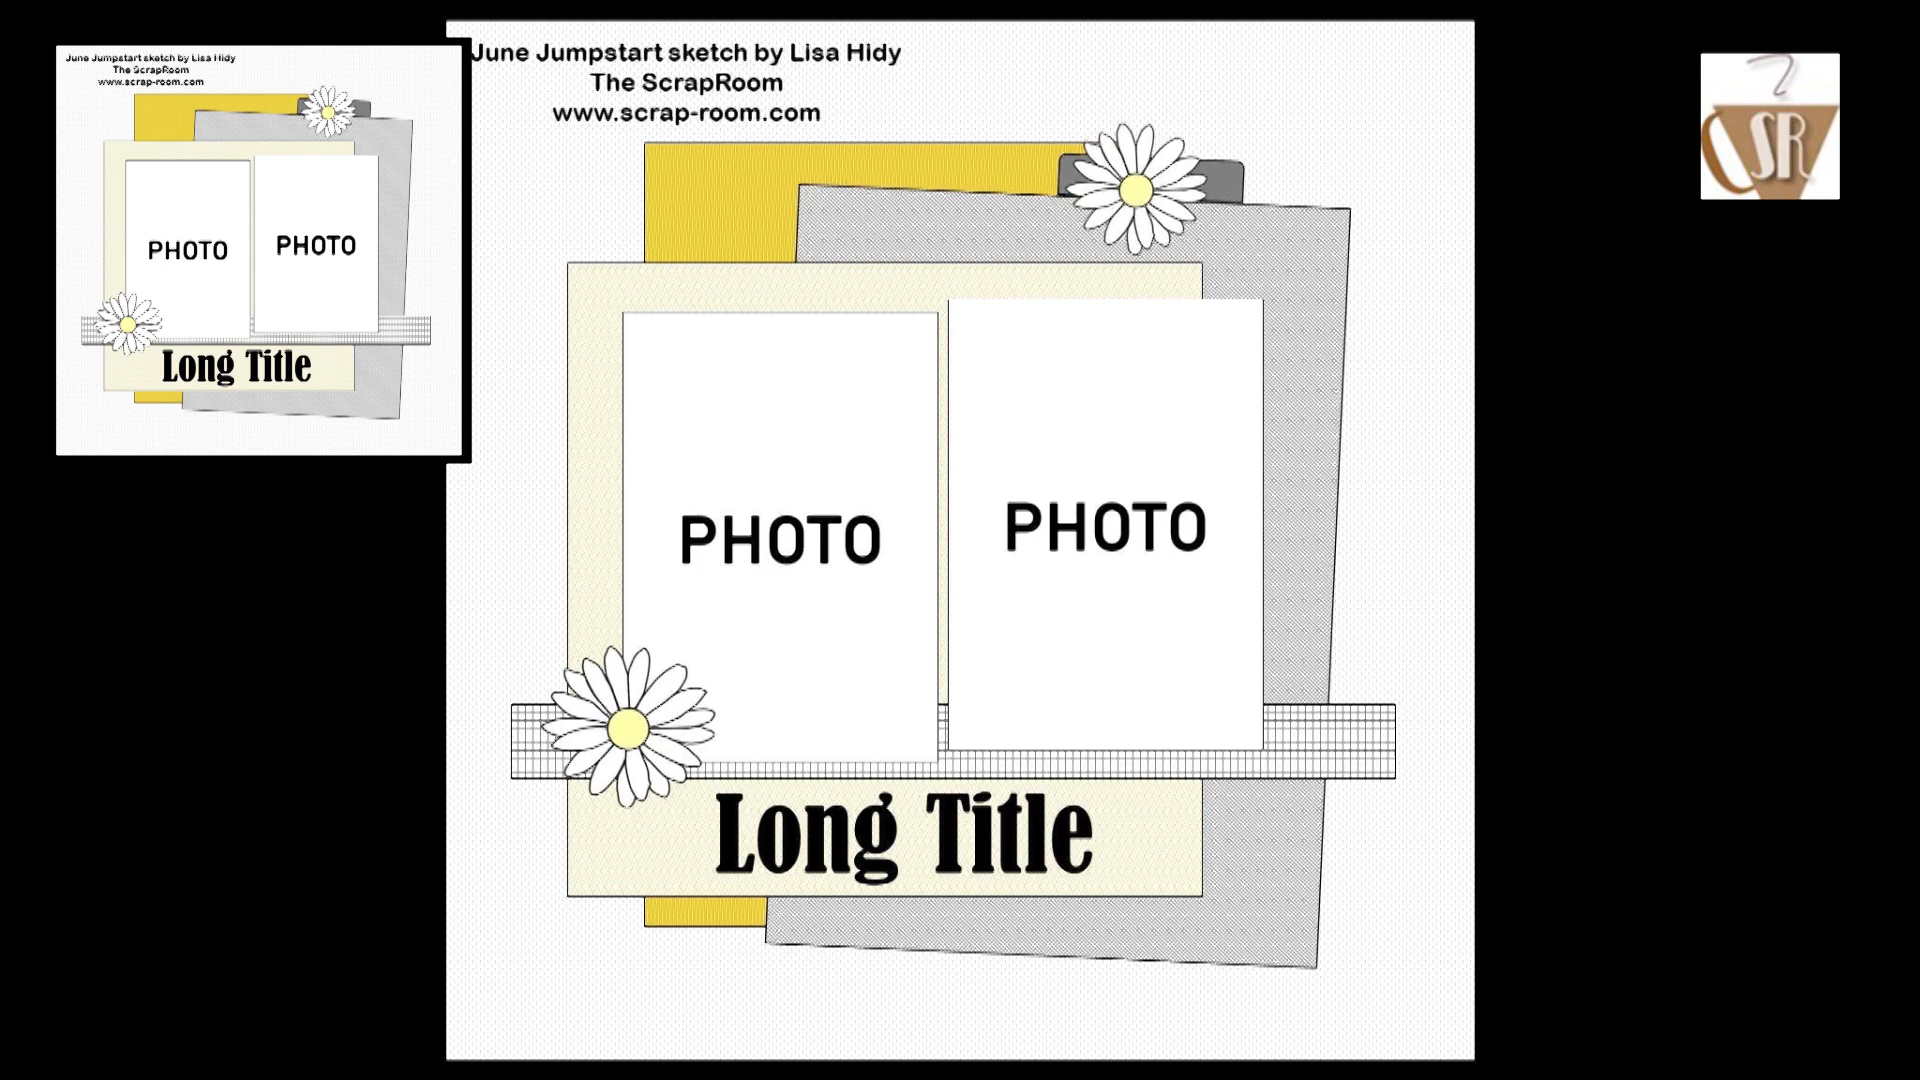 June Jumpstart sketch by Lisa Hidy
The ScrapRoom
www.scrap-room.com
PHOTO
PHOTO
Long Title
June Jumpstart sketch by Lisa Hidy
The ScrapRoom
www.scrap-room.com
PHOTO
PHOTO
Long Title
SR